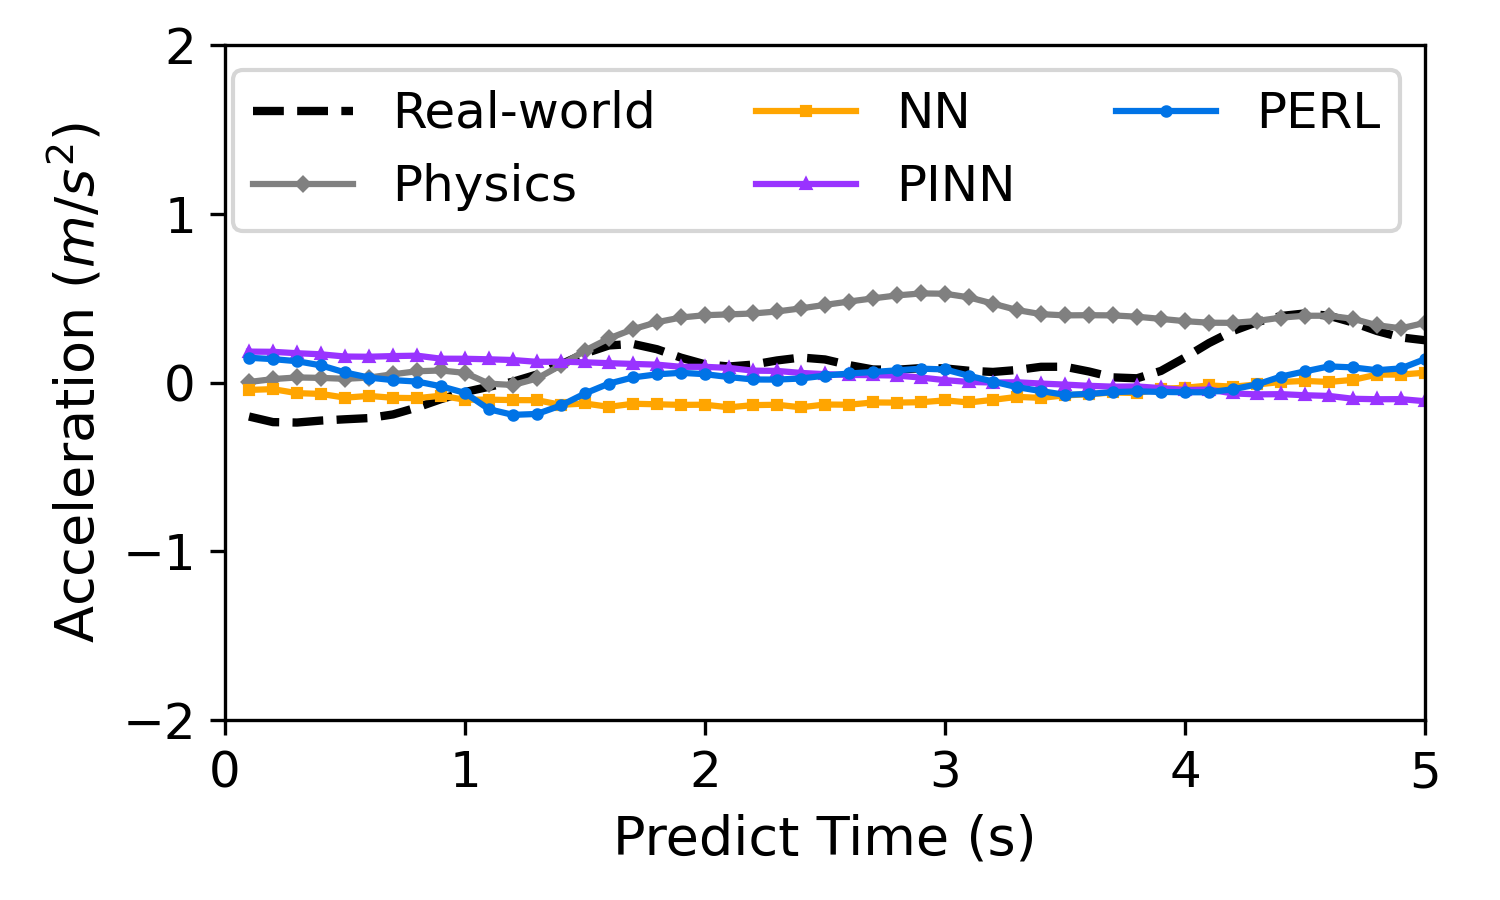 2
1
0
−1
−2
Acceleration (m/s²)
Real-world
Physics
NN
PINN
PERL
0 1 2 3 4 5
Predict Time (s)